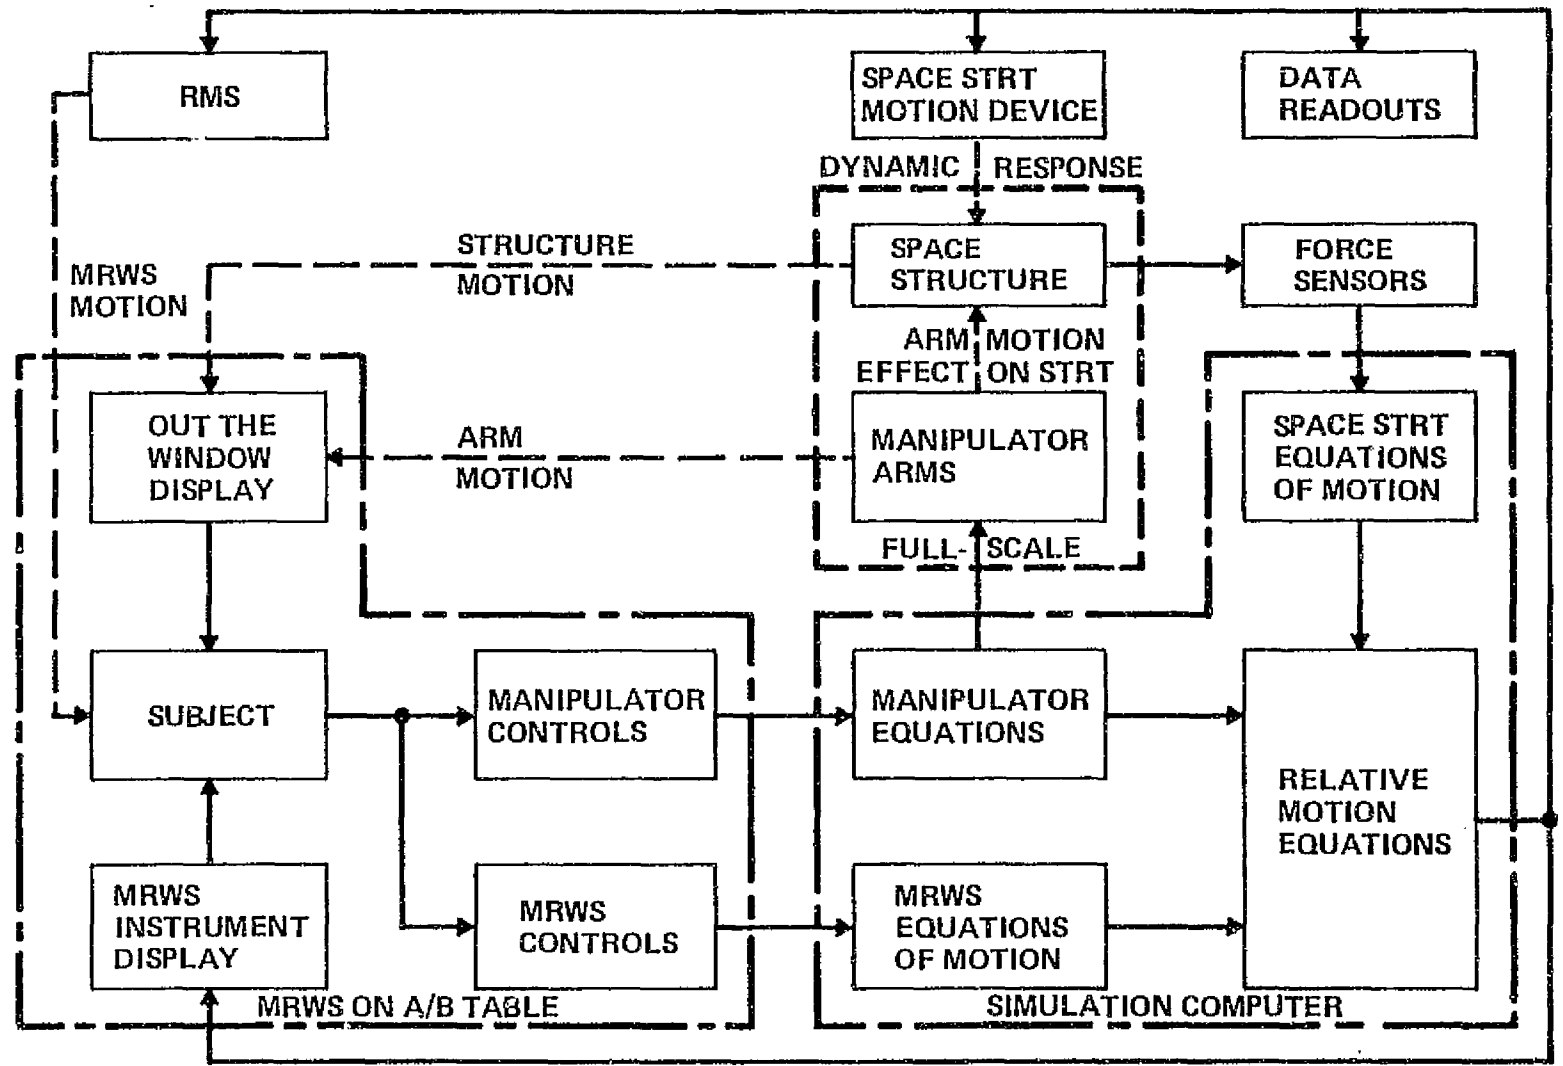 RMS
SPACE STRT
MOTION DEVICE
DATA
READOUTS
DYNAMIC RESPONSE
STRUCTURE
MOTION
SPACE
STRUCTURE
FORCE
SENSORS
MRWS
MOTION
ARM MOTION
EFFECT ON STRT
OUT THE
WINDOW
DISPLAY
ARM
MOTION
MANIPULATOR
ARMS
SPACE STRT
EQUATIONS
OF MOTION
FULL- SCALE
SUBJECT
MANIPULATOR
CONTROLS
MANIPULATOR
EQUATIONS
RELATIVE
MOTION
EQUATIONS
MRWS
INSTRUMENT
DISPLAY
MRWS
CONTROLS
MRWS
EQUATIONS
OF MOTION
MRWS ON A/B TABLE
SIMULATION COMPUTER